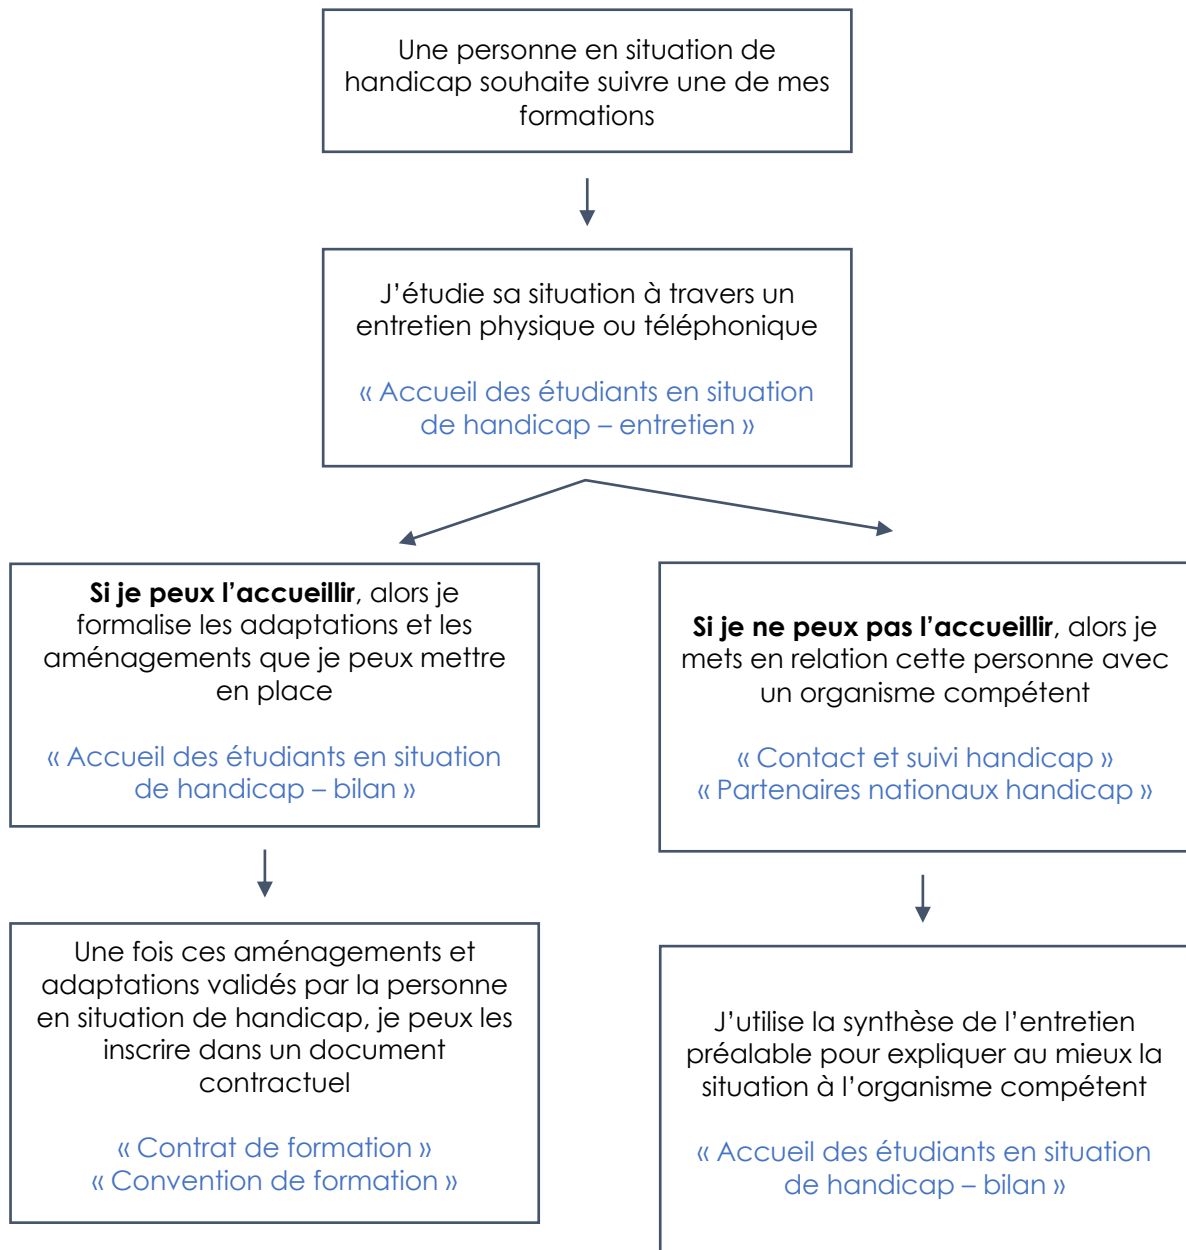 Une personne en situation de
handicap souhaite suivre une de mes
formations
J’étudie sa situation à travers un
entretien physique ou téléphonique
« Accueil des étudiants en situation
de handicap – entretien »
Si je peux l’accueillir, alors je
formalise les adaptations et les
aménagements que je peux mettre
en place
« Accueil des étudiants en situation
de handicap – bilan »
Si je ne peux pas l’accueillir, alors je
mets en relation cette personne avec
un organisme compétent
« Contact et suivi handicap »
« Partenaires nationaux handicap »
Une fois ces aménagements et
adaptations validés par la personne
en situation de handicap, je peux les
inscrire dans un document
contractuel
« Contrat de formation »
« Convention de formation »
J’utilise la synthèse de l’entretien
préalable pour expliquer au mieux la
situation à l’organisme compétent
« Accueil des étudiants en situation
de handicap – bilan »